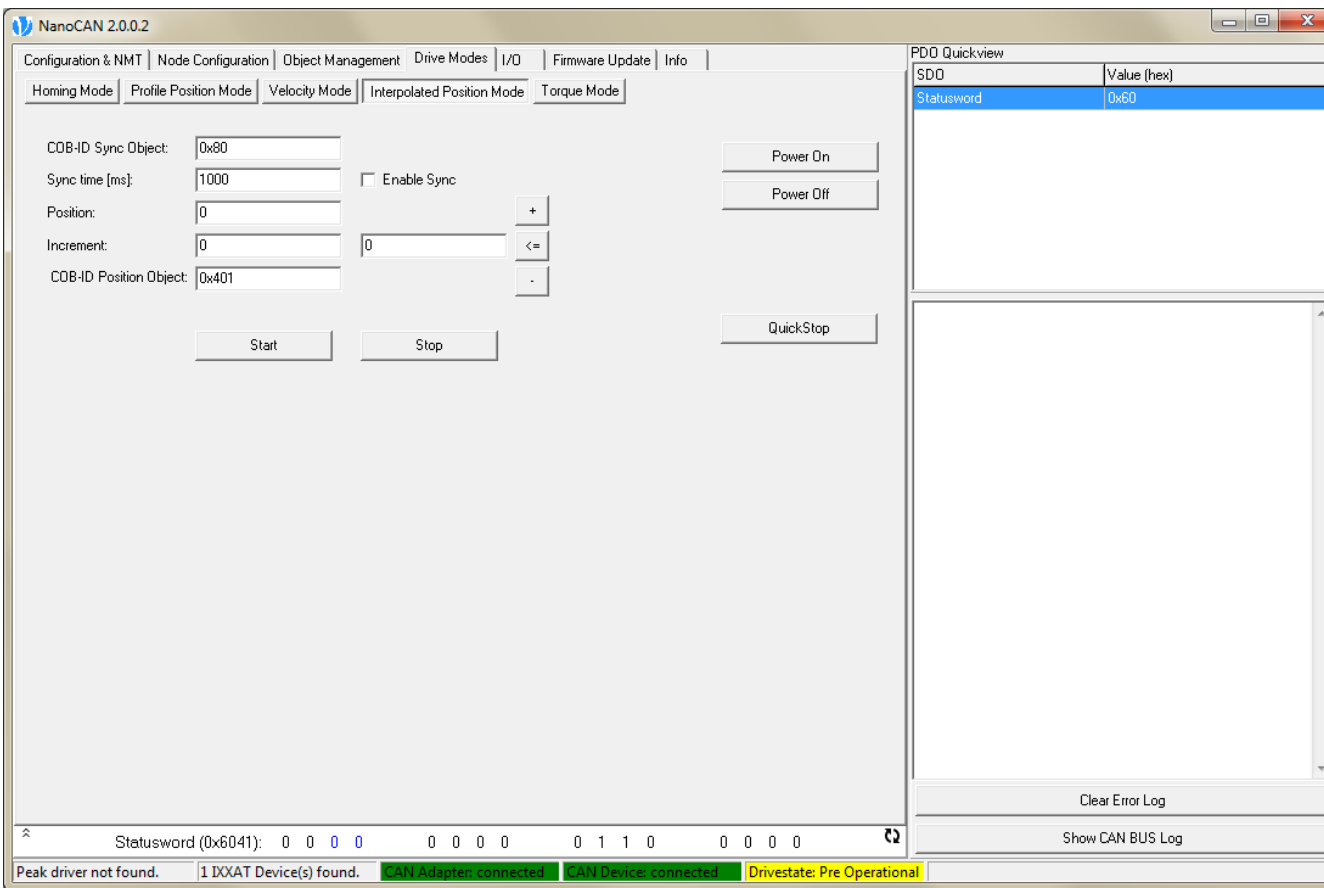 NanoCAN 2.0.0.2
Configuration & NMT Node Configuration Object Management Drive Modes I/O Firmware Update Info
Homing Mode Profile Position Mode Velocity Mode Interpolated Position Mode Torque Mode
COB-ID Sync Object: 0x80
Sync time [ms]: 1000 Enable Sync
Position: 0 +
Increment: 0 0 <=
COB-ID Position Object: 0x401 -
Start Stop
Power On
Power Off
QuickStop
PDO Quickview
SDO Value (hex)
Statusword 0x60
Clear Error Log
Show CAN BUS Log
Statusword (0x6041): 0 0 0 0 0 0 0 0 0 1 1 0 0 0 0 0
Peak driver not found. 1 IXXAT Device(s) found. CAN Adapter: connected CAN Device: connected Drivestate: Pre Operational